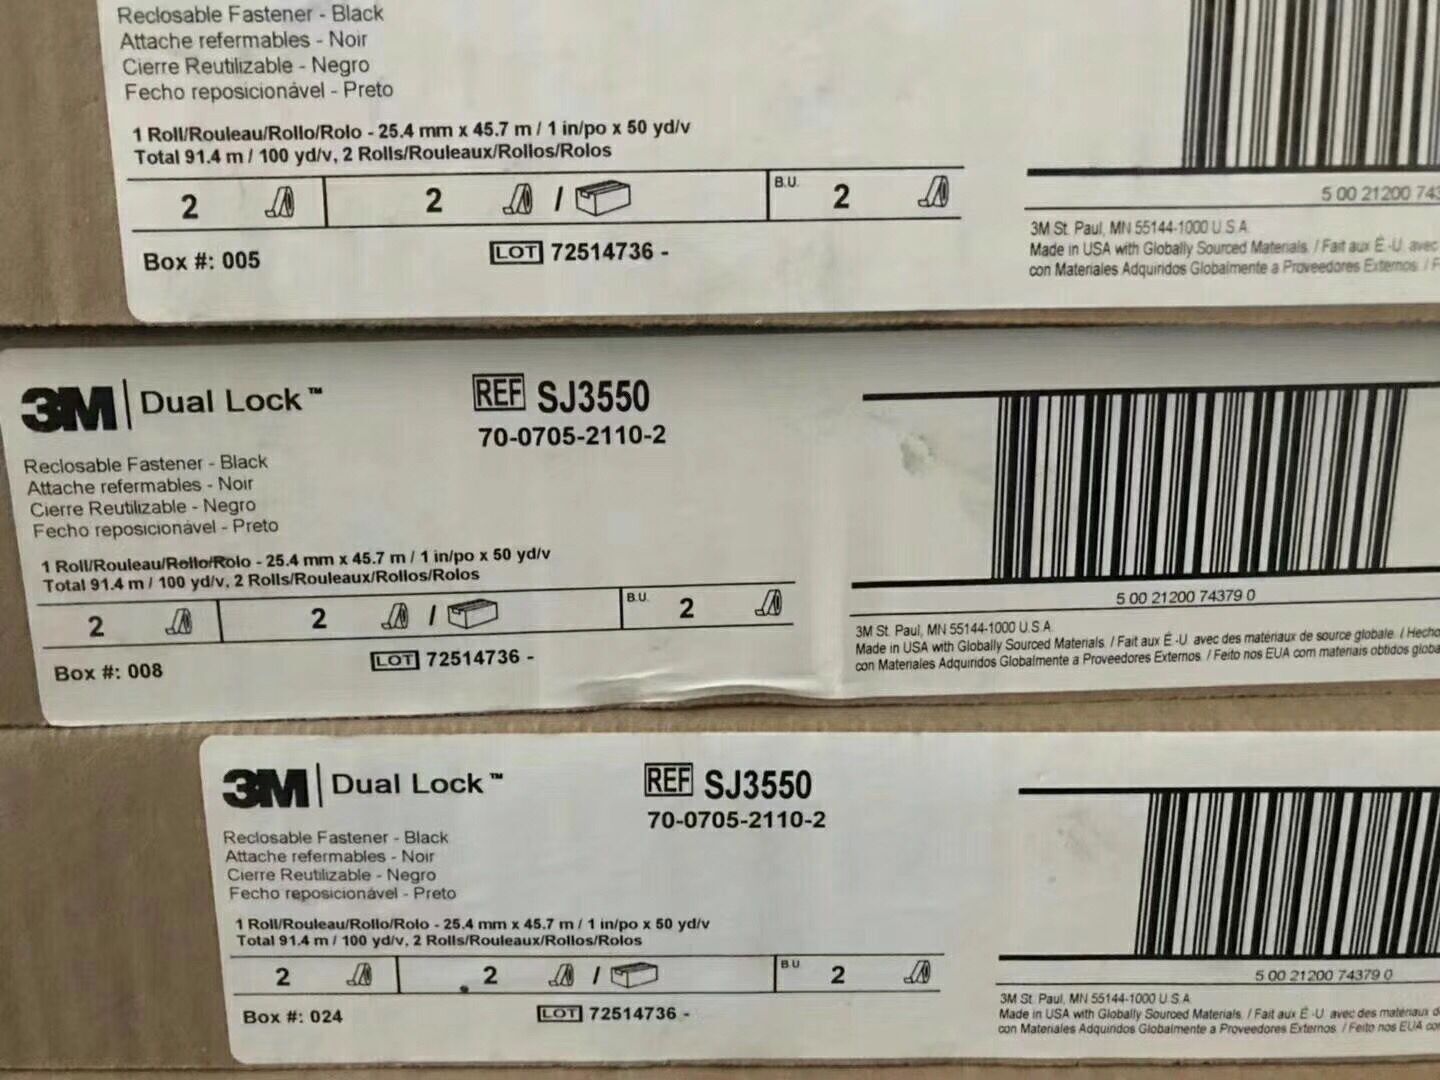 Reclosable Fastener - Black
Attache refermables - Noir
Cierre Reutilizable - Negro
Fecho reposicionável - Preto
1 Roll/Rouleau/Rollo/Rolo - 25.4 mm x 45.7 m / 1 in/po x 50 yd/v
Total 91.4 m / 100 yd/v, 2 Rolls/Rouleaux/Rollos/Rolos
2 2 / B.U. 2
Box #: 005 LOT 72514736 -
5 00 21200 743
3M St. Paul, MN 55144-1000 U.S.A.
Made in USA with Globally Sourced Materials. / Fait aux É.-U. avec
con Materiales Adquiridos Globalmente a Proveedores Externos. / F
3M Dual Lock™ REF SJ3550
70-0705-2110-2
Reclosable Fastener - Black
Attache refermables - Noir
Cierre Reutilizable - Negro
Fecho reposicionável - Preto
1 Roll/Rouleau/Rollo/Rolo - 25.4 mm x 45.7 m / 1 in/po x 50 yd/v
Total 91.4 m / 100 yd/v, 2 Rolls/Rouleaux/Rollos/Rolos
2 2 / B.U. 2
Box #: 008 LOT 72514736 -
5 00 21200 74379 0
3M St. Paul, MN 55144-1000 U.S.A.
Made in USA with Globally Sourced Materials. / Fait aux É.-U. avec des matériaux de source globale. / Hecho
con Materiales Adquiridos Globalmente a Proveedores Externos. / Feito nos EUA com materiais obtidos globa
3M Dual Lock™ REF SJ3550
70-0705-2110-2
Reclosable Fastener - Black
Attache refermables - Noir
Cierre Reutilizable - Negro
Fecho reposicionável - Preto
1 Roll/Rouleau/Rollo/Rolo - 25.4 mm x 45.7 m / 1 in/po x 50 yd/v
Total 91.4 m / 100 yd/v, 2 Rolls/Rouleaux/Rollos/Rolos
2 2 / B.U. 2
Box #: 024 LOT 72514736 -
5 00 21200 74379 0
3M St. Paul, MN 55144-1000 U.S.A.
Made in USA with Globally Sourced Materials. / Fait aux É.-U. avec des matériaux d
con Materiales Adquiridos Globalmente a Proveedores Externos. / Feito nos EUA co